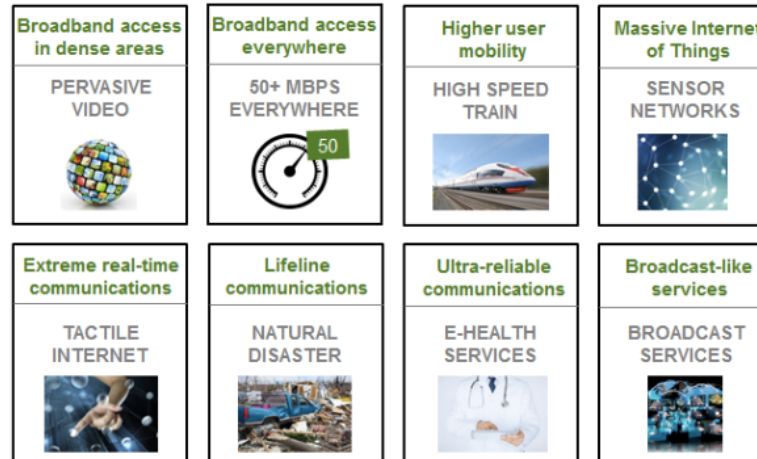 Broadband access
in dense areas
PERVASIVE
VIDEO
Broadband access
everywhere
50+ MBPS
EVERYWHERE
50
Higher user
mobility
HIGH SPEED
TRAIN
Massive Internet
of Things
SENSOR
NETWORKS
Extreme real-time
communications
TACTILE
INTERNET
Lifeline
communications
NATURAL
DISASTER
Ultra-reliable
communications
E-HEALTH
SERVICES
Broadcast-like
services
BROADCAST
SERVICES